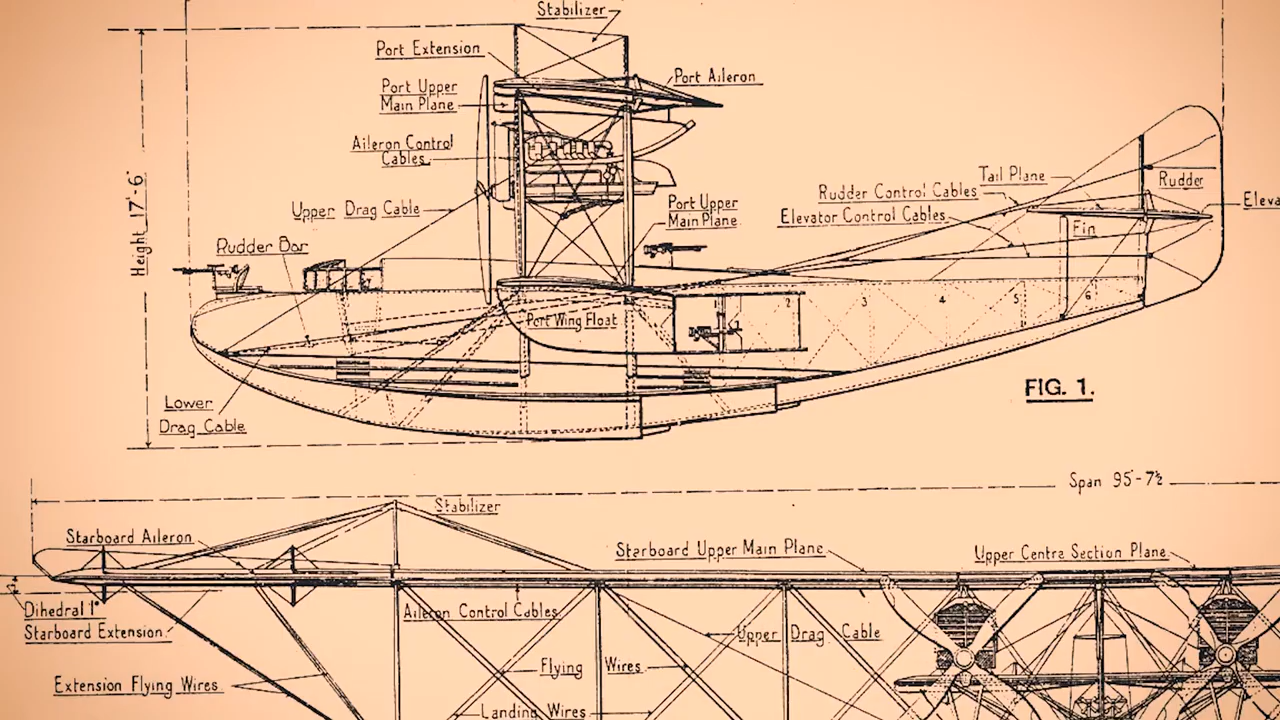 Stabilizer
Port Extension
Port Aileron
Port Upper
Main Plane
Aileron Control
Cables
Tail Plane
Rudder
Rudder Control Cables
Elevator Control Cables
Port Upper
Main Plane
Upper Drag Cable
Fin
Rudder Bar
Height 17'-6"
2
3
4
5
6
Port Wing Float
FIG. 1.
Lower
Drag Cable
Span 95'-7½
Stabilizer
Starboard Aileron
Starboard Upper Main Plane
Upper Centre Section Plane
Dihedral 1°
Starboard Extension
Aileron Control Cables
Upper Drag Cable
Flying Wires
Extension Flying Wires
Landing Wires